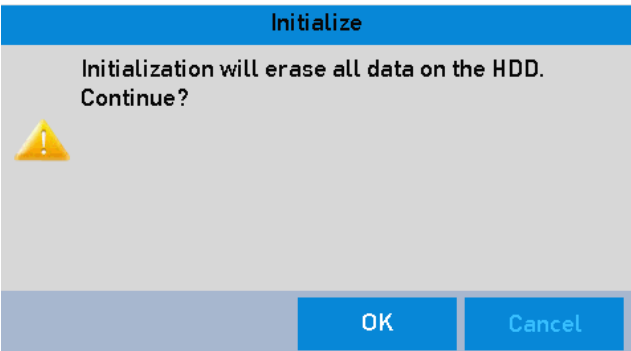 Initialize
Initialization will erase all data on the HDD.
Continue?
OK
Cancel